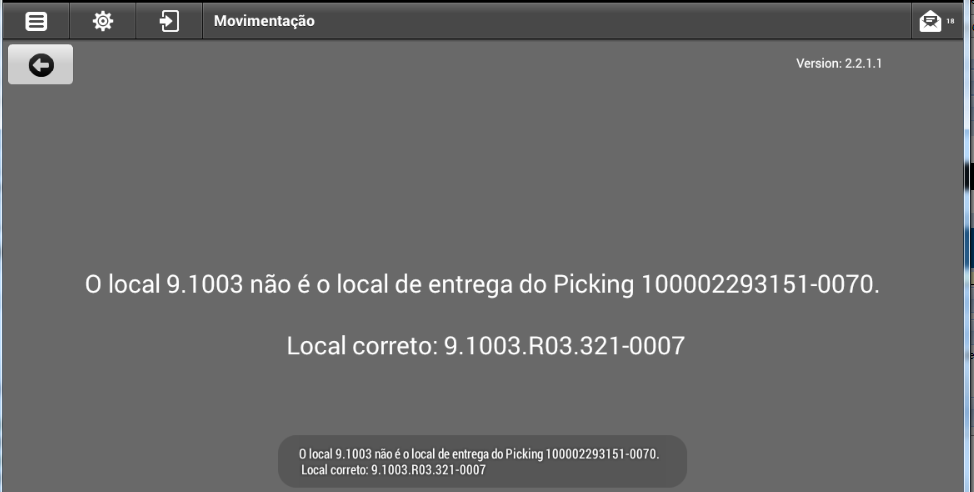 Movimentação
18
Version: 2.2.1.1
O local 9.1003 não é o local de entrega do Picking 100002293151-0070.
Local correto: 9.1003.R03.321-0007
O local 9.1003 não é o local de entrega do Picking 100002293151-0070.
Local correto: 9.1003.R03.321-0007